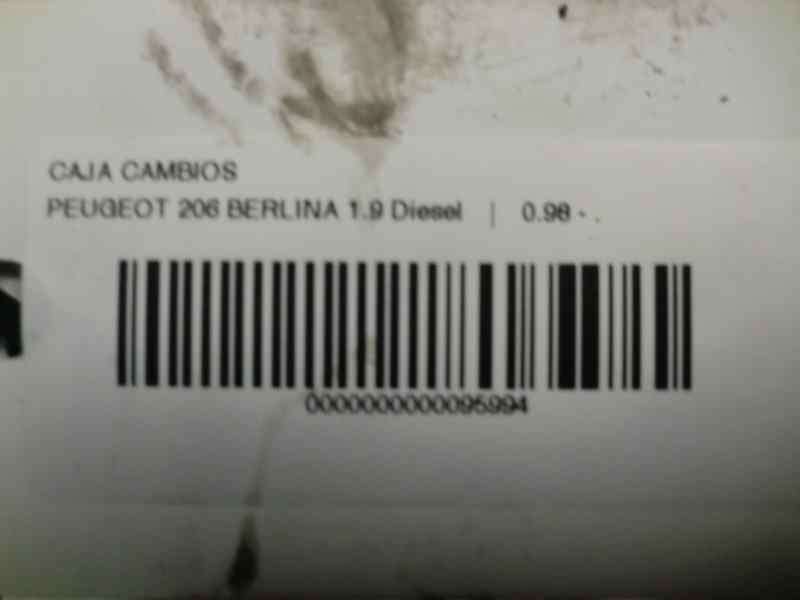 CAJA CAMBIOS
PEUGEOT 206 BERLINA 1.9 Diesel | 0.98 - .
0000000000095994